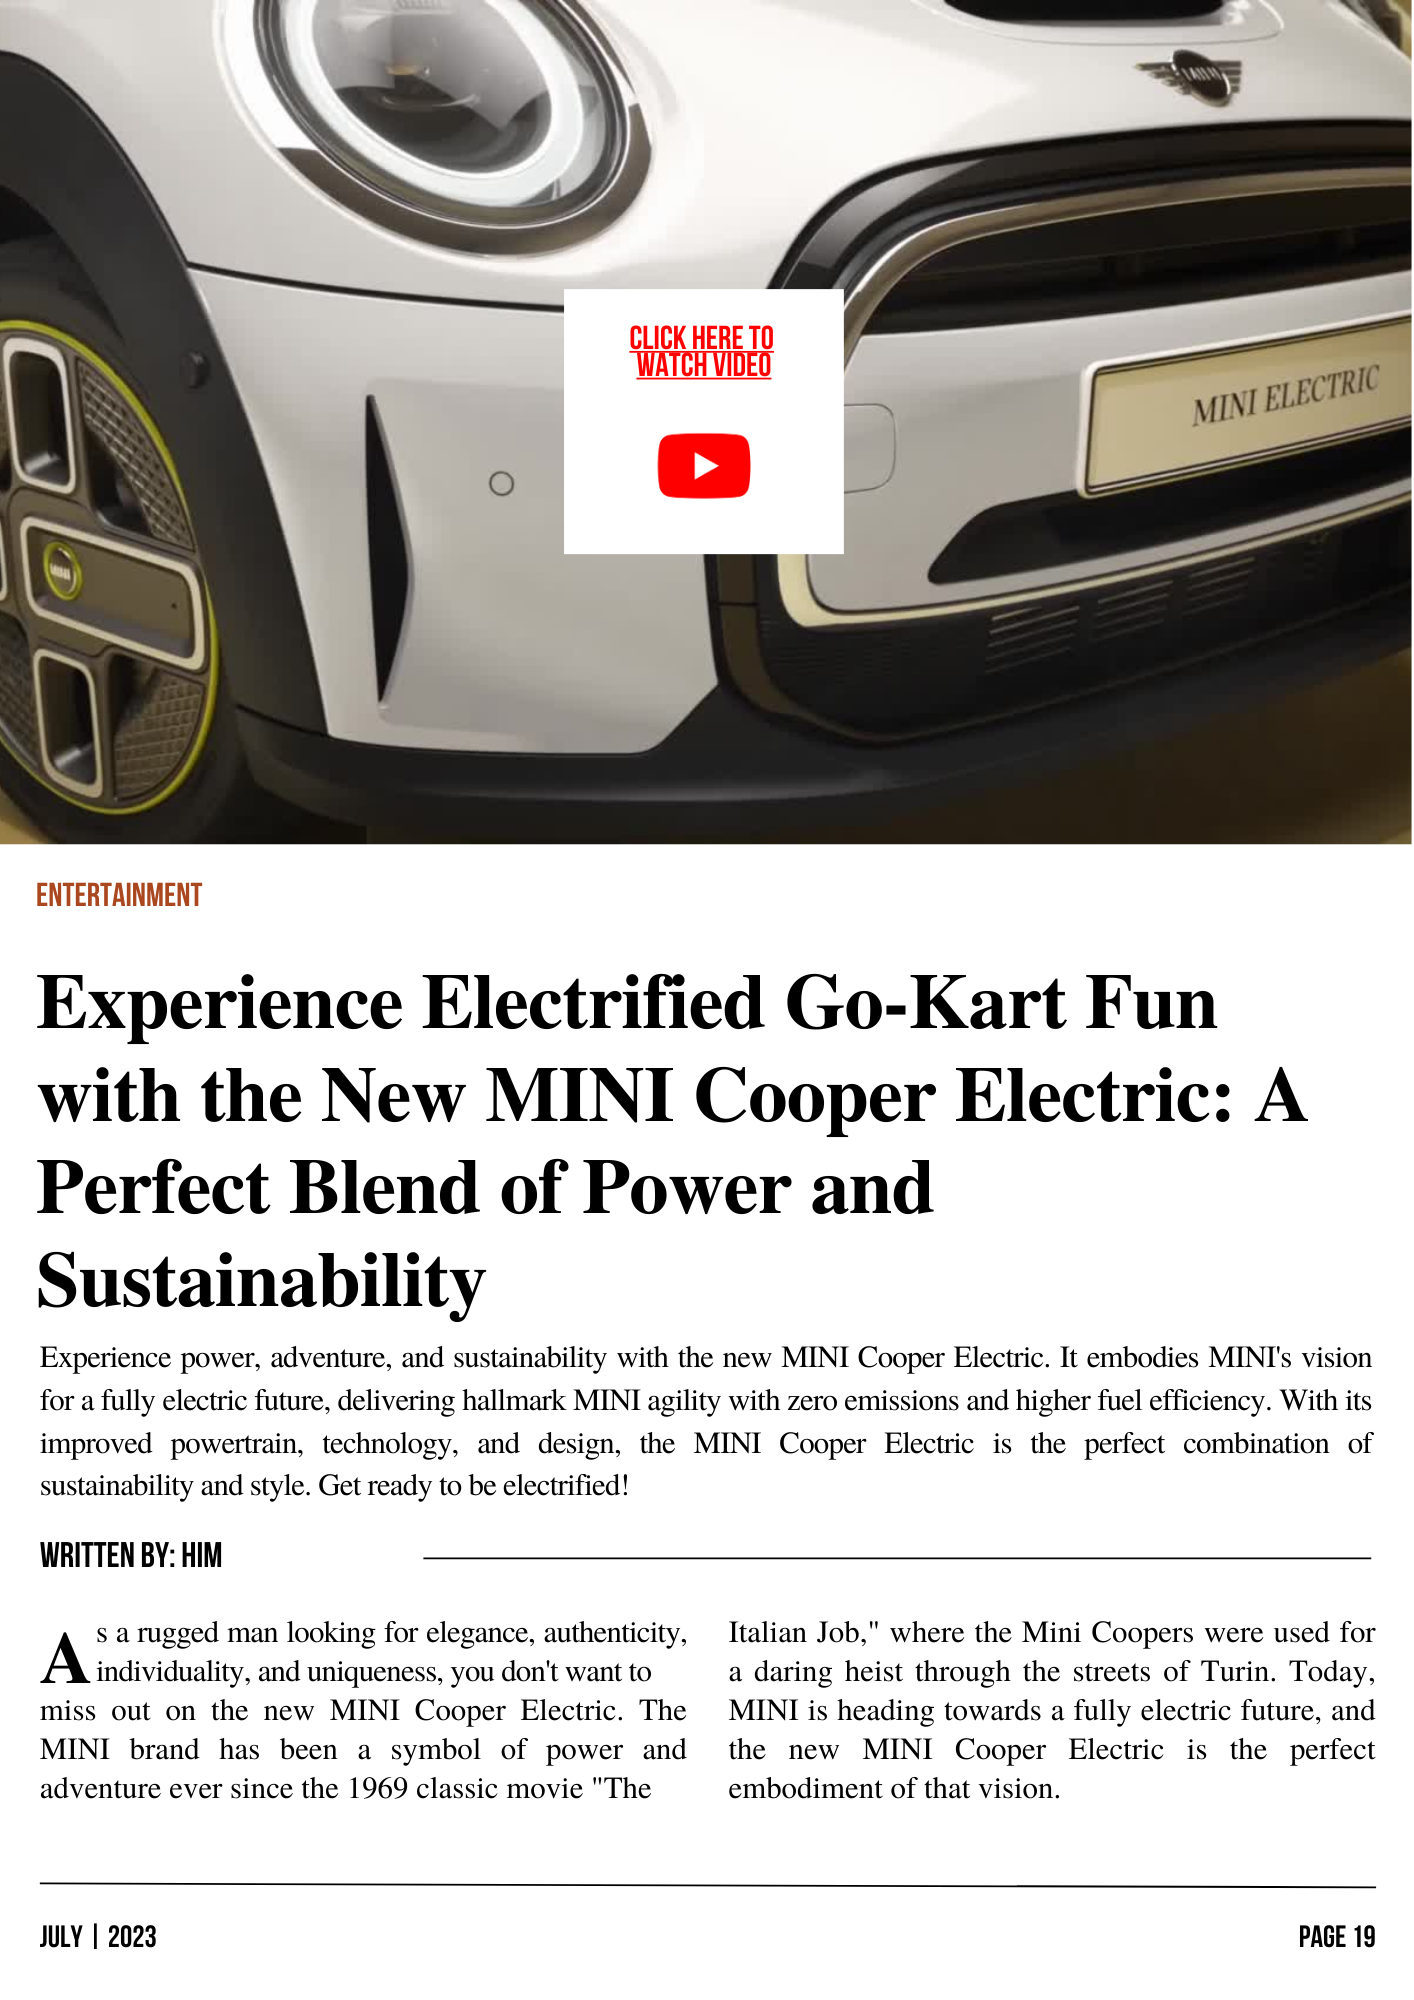 MINI
CLICK HERE TO
WATCH VIDEO
MINI ELECTRIC
MINI
ENTERTAINMENT
Experience Electrified Go-Kart Fun
with the New MINI Cooper Electric: A
Perfect Blend of Power and
Sustainability
Experience power, adventure, and sustainability with the new MINI Cooper Electric. It embodies MINI's vision
for a fully electric future, delivering hallmark MINI agility with zero emissions and higher fuel efficiency. With its
improved powertrain, technology, and design, the MINI Cooper Electric is the perfect combination of
sustainability and style. Get ready to be electrified!
WRITTEN BY: HIM
As a rugged man looking for elegance, authenticity,
individuality, and uniqueness, you don't want to
miss out on the new MINI Cooper Electric. The
MINI brand has been a symbol of power and
adventure ever since the 1969 classic movie "The
Italian Job," where the Mini Coopers were used for
a daring heist through the streets of Turin. Today,
MINI is heading towards a fully electric future, and
the new MINI Cooper Electric is the perfect
embodiment of that vision.
JULY | 2023
PAGE 19